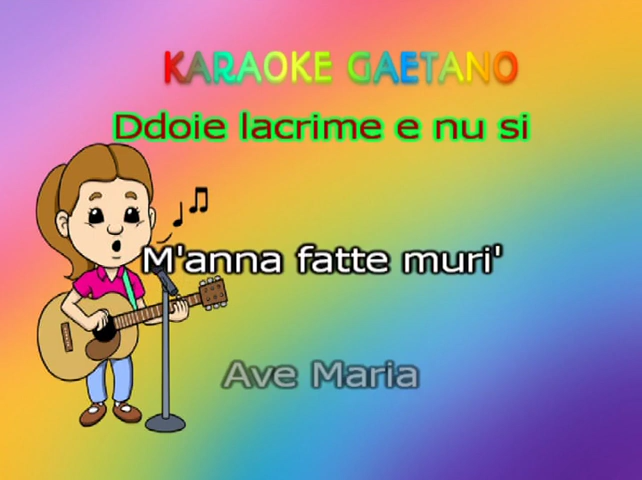 KARAOKE GAETANO
Ddoie lacrime e nu si
M'anna fatte muri'
Ave Maria